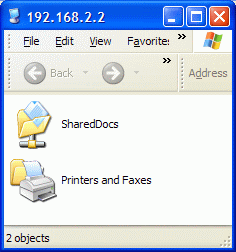 192.168.2.2
File Edit View Favorites »
Back » Address
SharedDocs
Printers and Faxes
2 objects